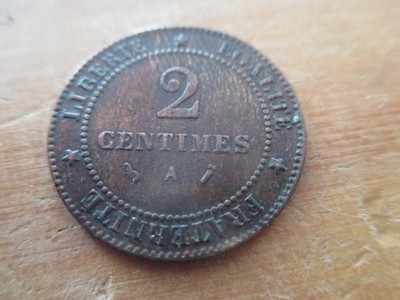 LIBERTE ★ EGALITE ★ FRATERNITE ★
2
CENTIMES
A